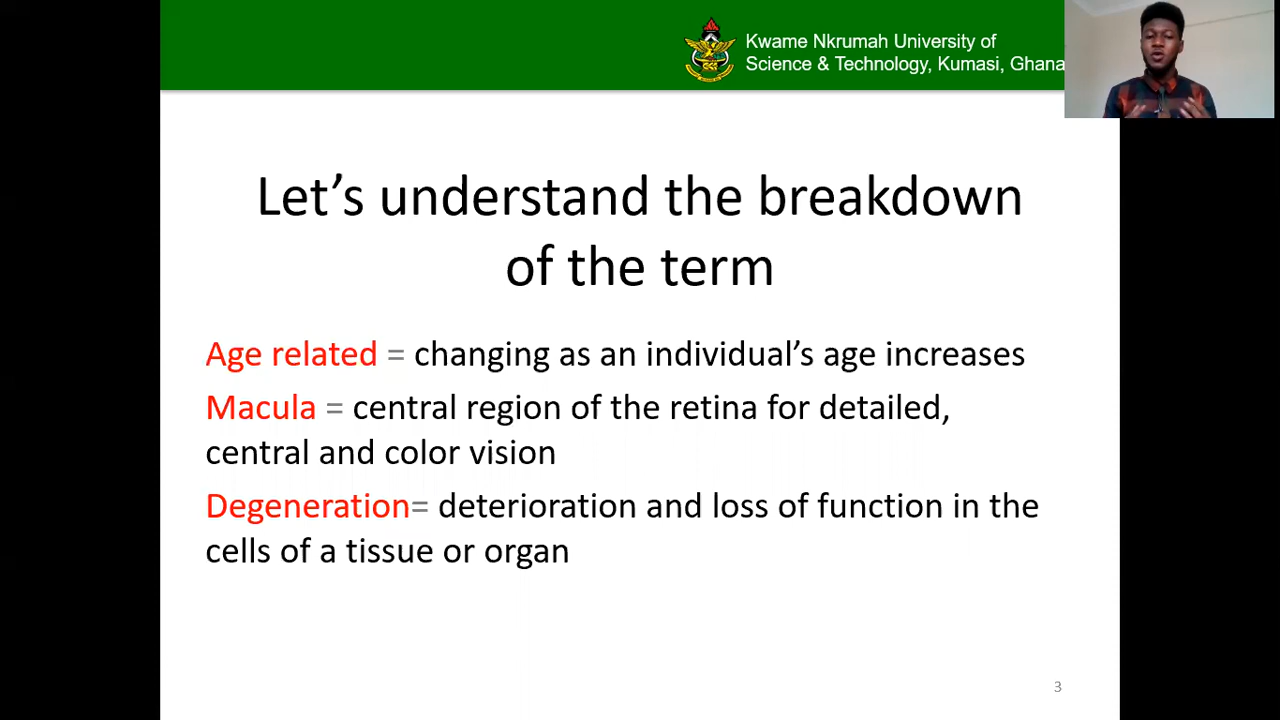 Kwame Nkrumah University of
Science & Technology, Kumasi, Ghana
Let’s understand the breakdown
of the term
Age related = changing as an individual’s age increases
Macula = central region of the retina for detailed,
central and color vision
Degeneration= deterioration and loss of function in the
cells of a tissue or organ
3